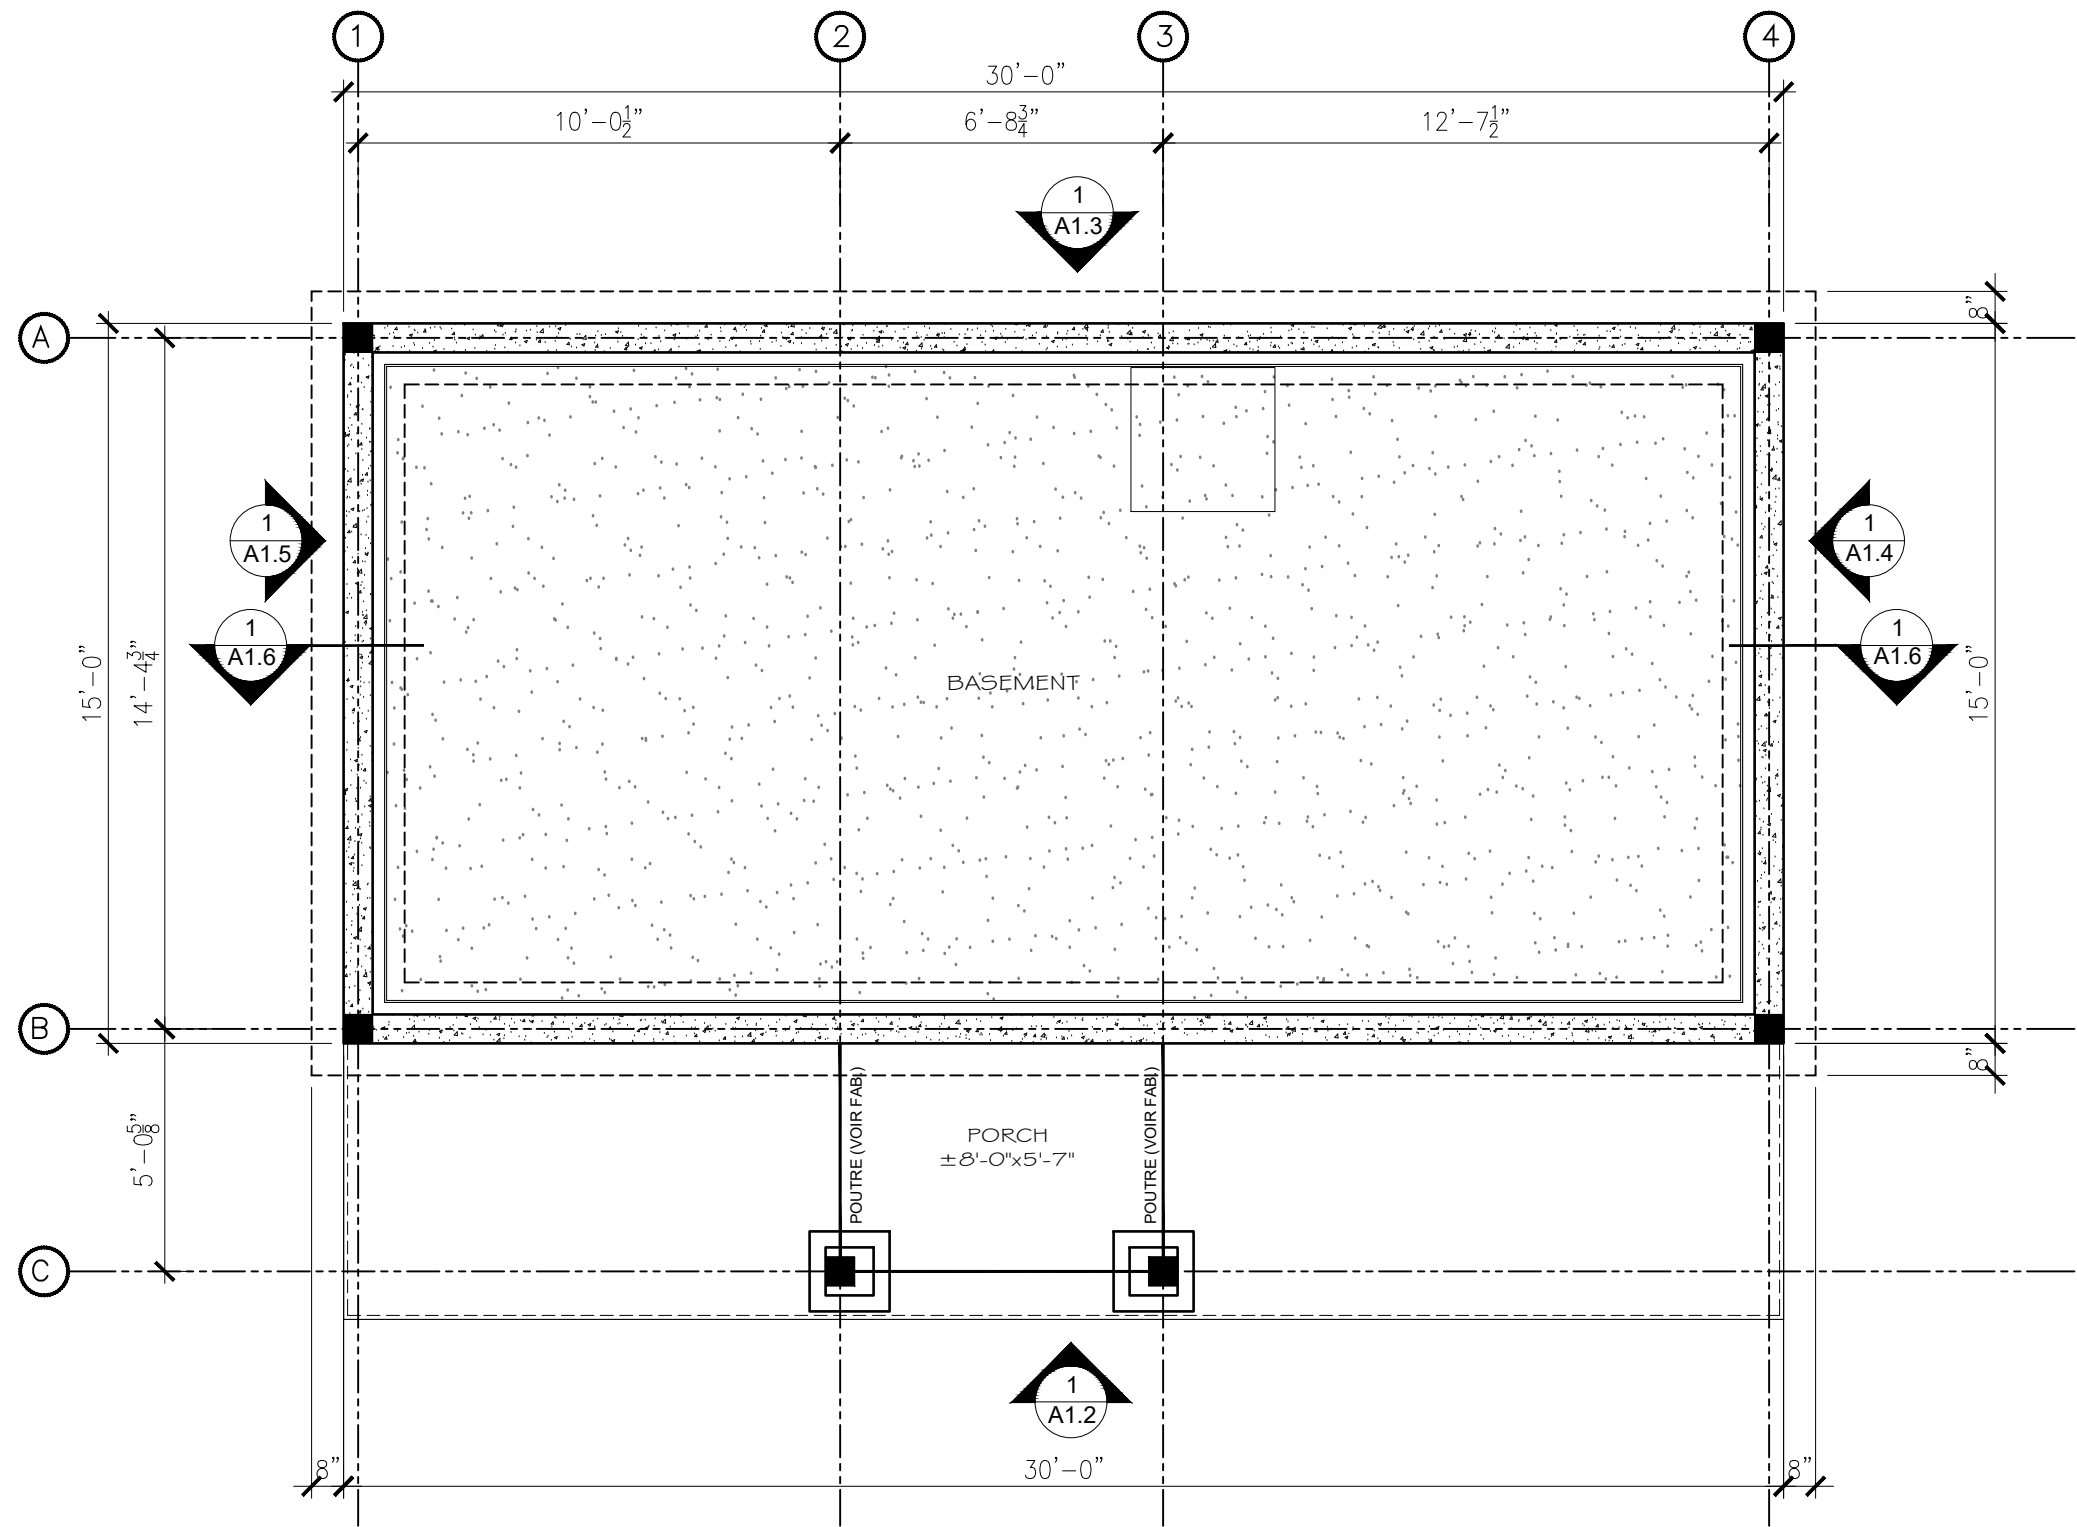 1 2 3 4
30'-0"
10'-0½" 6'-8¾" 12'-7½"
1
A1.3
8"
A
1
A1.5
1
A1.4
1
A1.6
1
A1.6
15'-0"
14'-4¾"
15'-0"
BASEMENT
B
8"
POUTRE (VOIR FAB.)
POUTRE (VOIR FAB.)
PORCH
±8'-0"x5'-7"
5'-0⅝"
C
1
A1.2
8" 30'-0" 8"